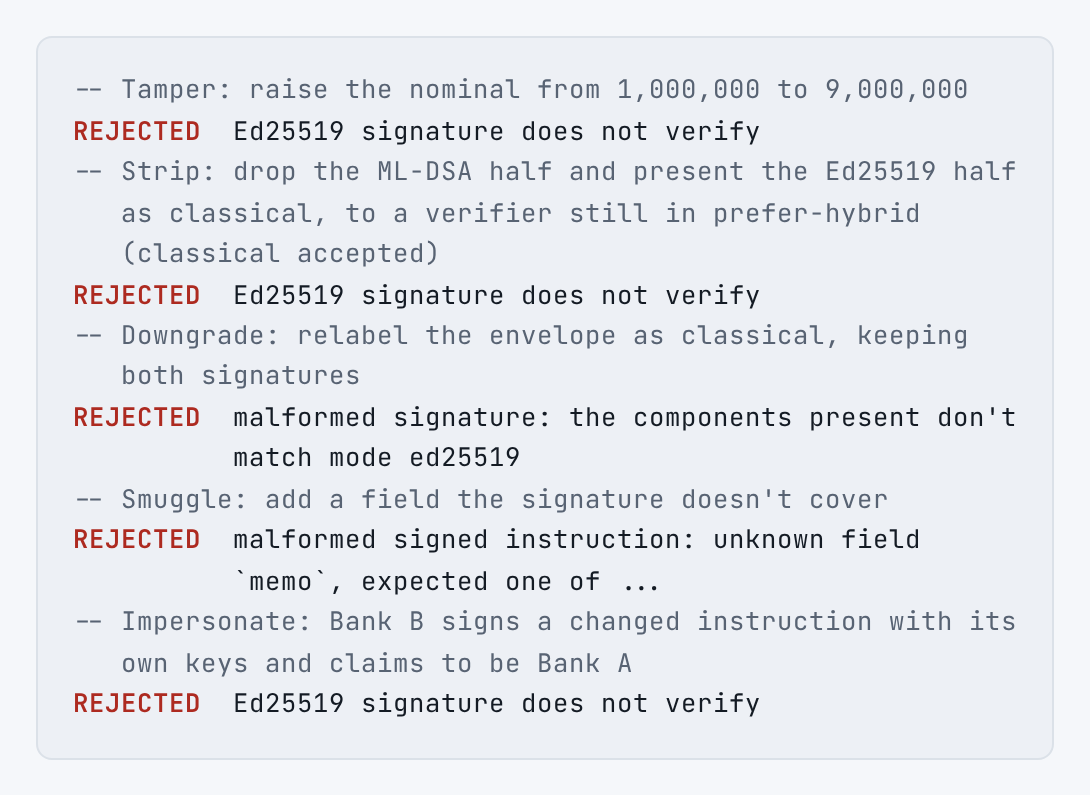 -- Tamper: raise the nominal from 1,000,000 to 9,000,000
REJECTED  Ed25519 signature does not verify
-- Strip: drop the ML-DSA half and present the Ed25519 half
   as classical, to a verifier still in prefer-hybrid
   (classical accepted)
REJECTED  Ed25519 signature does not verify
-- Downgrade: relabel the envelope as classical, keeping
   both signatures
REJECTED  malformed signature: the components present don't
          match mode ed25519
-- Smuggle: add a field the signature doesn't cover
REJECTED  malformed signed instruction: unknown field
          `memo`, expected one of ...
-- Impersonate: Bank B signs a changed instruction with its
   own keys and claims to be Bank A
REJECTED  Ed25519 signature does not verify